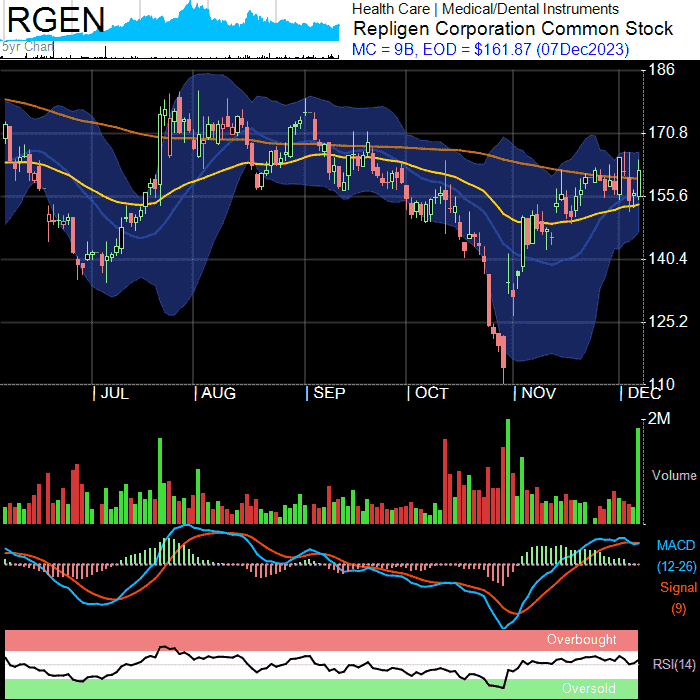 RGEN
5yr Chart
Health Care | Medical/Dental Instruments
Repligen Corporation Common Stock
MC = 9B, EOD = $161.87 (07Dec2023)
186
170.8
155.6
140.4
125.2
110
| JUL | AUG | SEP | OCT | NOV | DEC
2M
Volume
MACD
(12-26)
Signal
(9)
Overbought
RSI(14)
Oversold